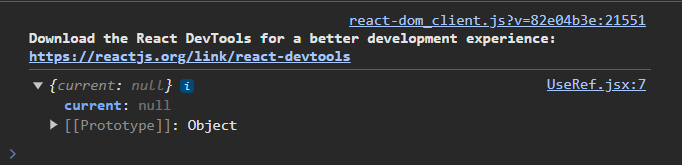 react-dom_client.js?v=82e04b3e:21551
Download the React DevTools for a better development experience:
https://reactjs.org/link/react-devtools
▼ {current: null} i UseRef.jsx:7
current: null
▶ [[Prototype]]: Object
>